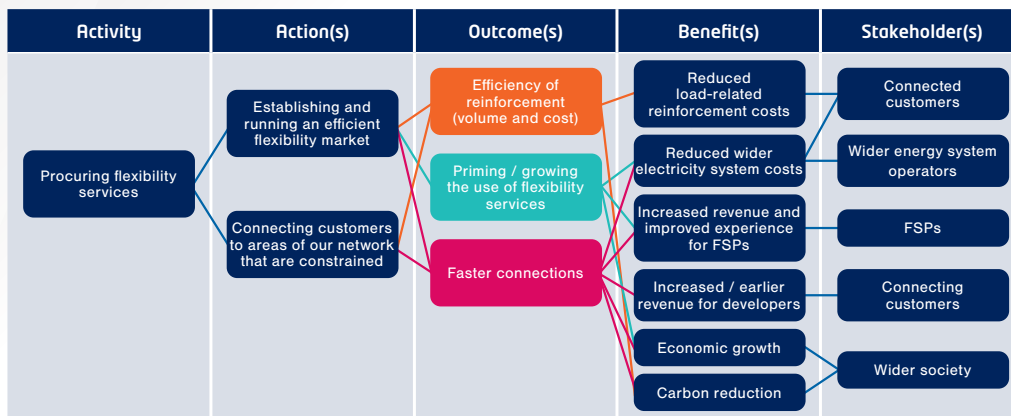 Activity
Action(s)
Outcome(s)
Benefit(s)
Stakeholder(s)
Procuring flexibility
services
Establishing and
running an efficient
flexibility market
Connecting customers
to areas of our network
that are constrained
Efficiency of
reinforcement
(volume and cost)
Priming / growing
the use of flexibility
services
Faster connections
Reduced
load-related
reinforcement costs
Reduced wider
electricity system costs
Increased revenue and
improved experience
for FSPs
Increased / earlier
revenue for developers
Economic growth
Carbon reduction
Connected
customers
Wider energy system
operators
FSPs
Connecting
customers
Wider society